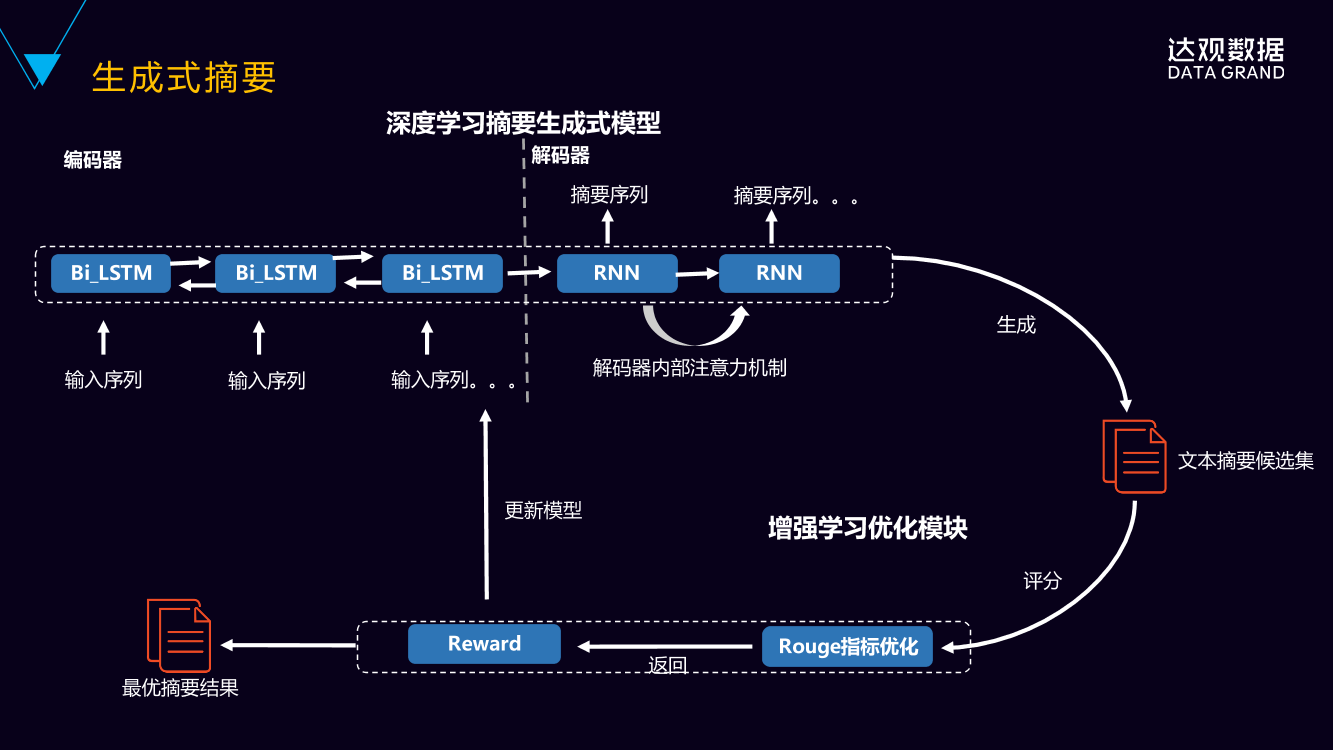 达观数据
DATA GRAND
生成式摘要
深度学习摘要生成式模型
编码器
解码器
摘要序列
摘要序列。。。
Bi_LSTM
Bi_LSTM
Bi_LSTM
RNN
RNN
输入序列
输入序列
输入序列。。。
解码器内部注意力机制
生成
文本摘要候选集
更新模型
增强学习优化模块
评分
Reward
返回
Rouge指标优化
最优摘要结果